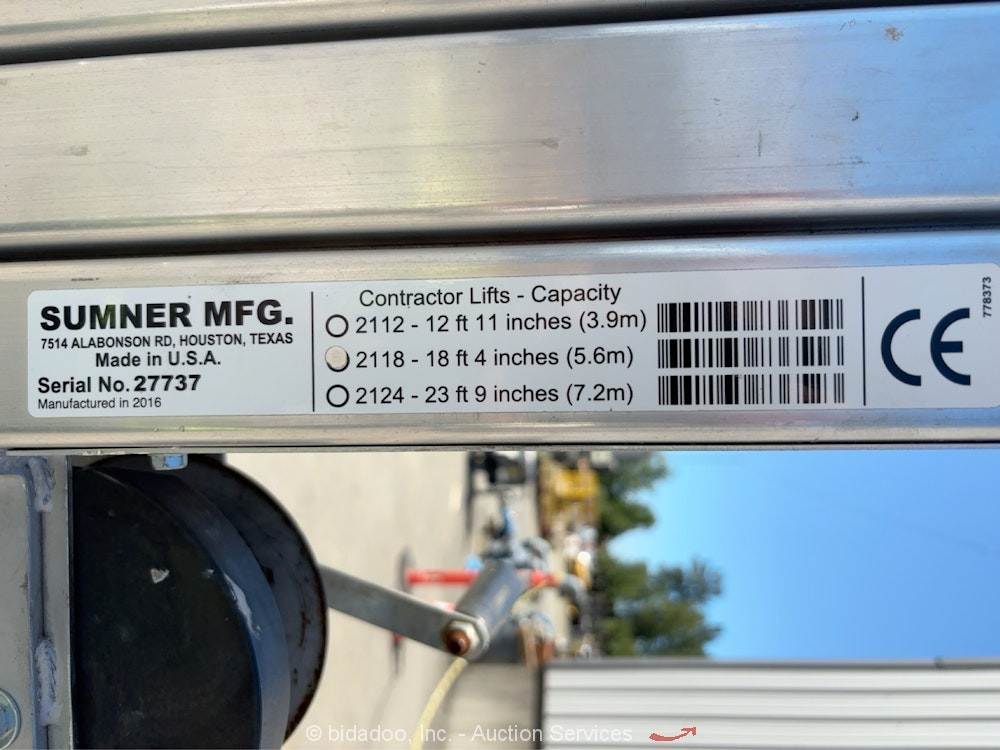 SUMNER MFG.
7514 ALABONSON RD, HOUSTON, TEXAS
Made in U.S.A.
Serial No. 27737
Manufactured in 2016
Contractor Lifts - Capacity
2112 - 12 ft 11 inches (3.9m)
2118 - 18 ft 4 inches (5.6m)
2124 - 23 ft 9 inches (7.2m)
CE
778373
© bidadoo, Inc. - Auction Services